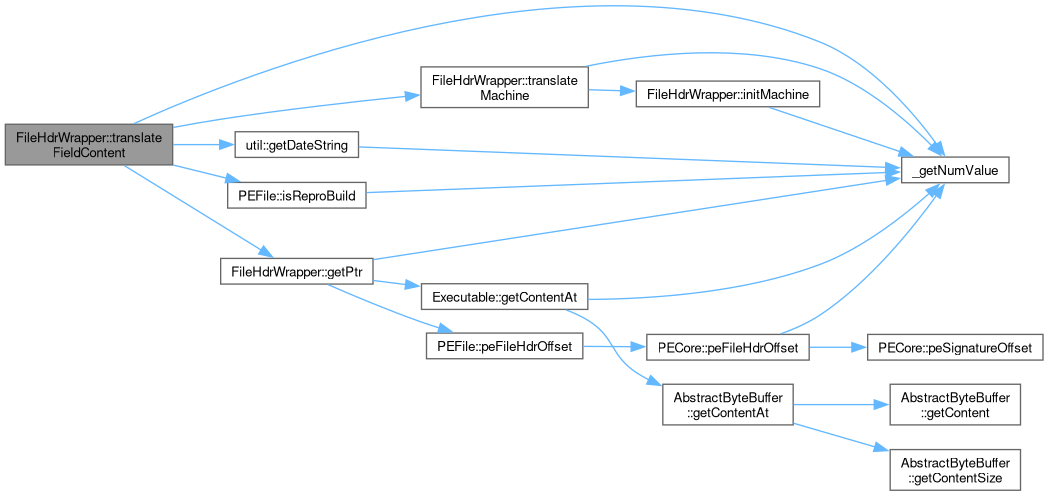 FileHdrWrapper::translate
FieldContent
FileHdrWrapper::translate
Machine
FileHdrWrapper::initMachine
util::getDateString
_getNumValue
PEFile::isReproBuild
FileHdrWrapper::getPtr
Executable::getContentAt
PEFile::peFileHdrOffset
PECore::peFileHdrOffset
PECore::peSignatureOffset
AbstractByteBuffer
::getContentAt
AbstractByteBuffer
::getContent
AbstractByteBuffer
::getContentSize